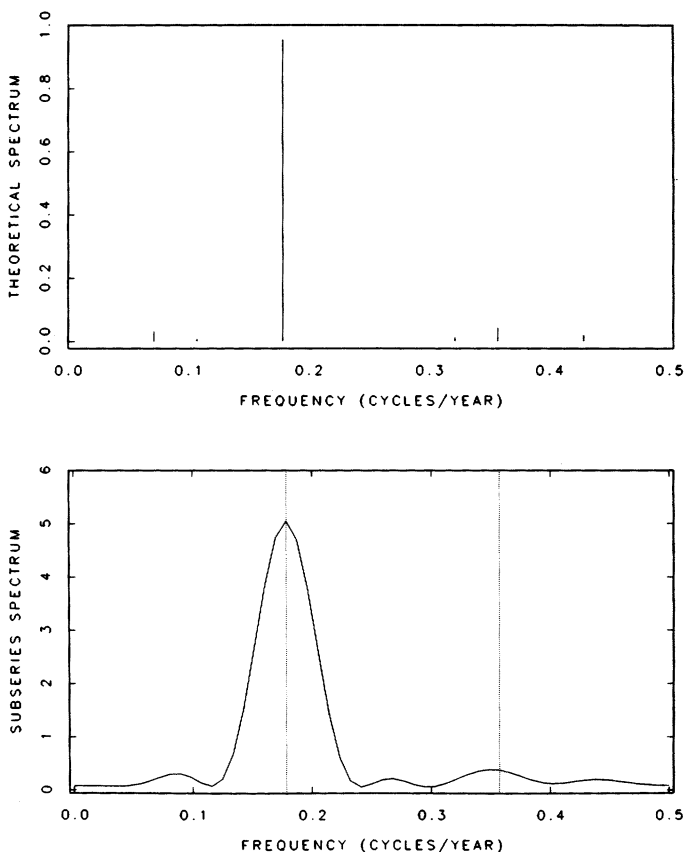 THEORETICAL SPECTRUM
1.0
0.8
0.6
0.4
0.2
0.0
0.0 0.1 0.2 0.3 0.4 0.5
FREQUENCY (CYCLES/YEAR)
SUBSERIES SPECTRUM
6
5
4
3
2
1
0
0.0 0.1 0.2 0.3 0.4 0.5
FREQUENCY (CYCLES/YEAR)